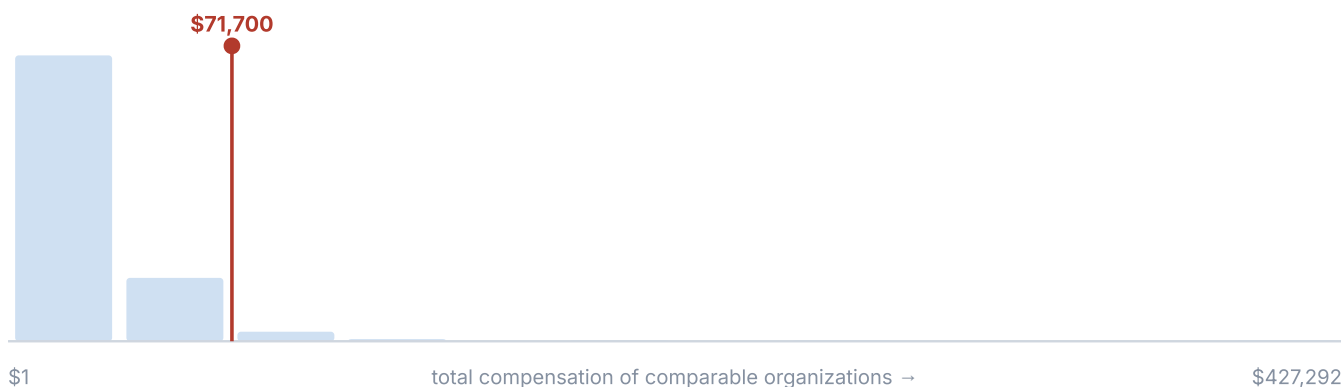 $71,700
$1 total compensation of comparable organizations → $427,292